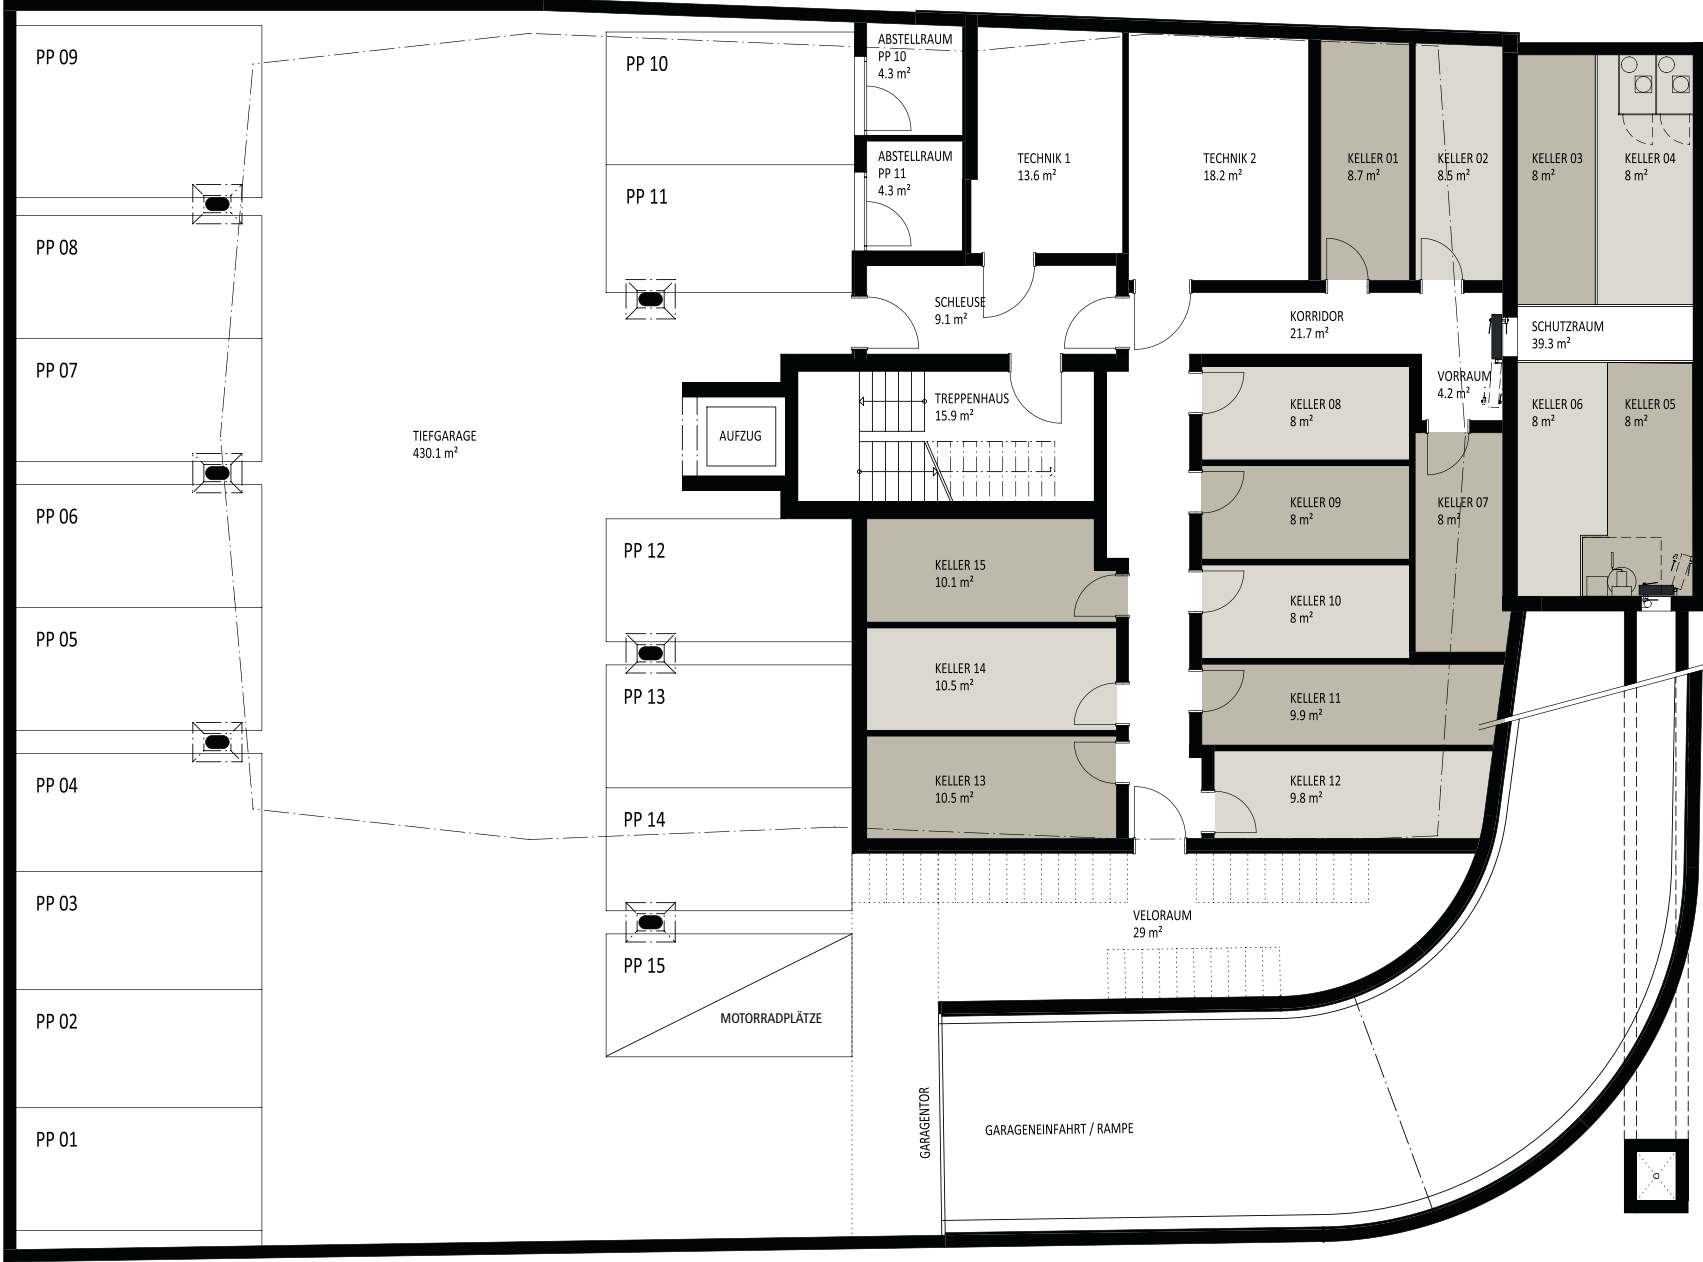 PP 09
PP 08
PP 07
PP 06
PP 05
PP 04
PP 03
PP 02
PP 01
TIEFGARAGE
430.1 m²
PP 10
PP 11
PP 12
PP 13
PP 14
PP 15
MOTORRADPLÄTZE
AUFZUG
ABSTELLRAUM
PP 10
4.3 m²
ABSTELLRAUM
PP 11
4.3 m²
TECHNIK 1
13.6 m²
TECHNIK 2
18.2 m²
KELLER 01
8.7 m²
KELLER 02
8.5 m²
KELLER 03
8 m²
KELLER 04
8 m²
SCHLEUSE
9.1 m²
KORRIDOR
21.7 m²
SCHUTZRAUM
39.3 m²
VORRAUM
4.2 m²
TREPPENHAUS
15.9 m²
KELLER 08
8 m²
KELLER 06
8 m²
KELLER 05
8 m²
KELLER 09
8 m²
KELLER 07
8 m²
KELLER 15
10.1 m²
KELLER 10
8 m²
KELLER 14
10.5 m²
KELLER 11
9.9 m²
KELLER 13
10.5 m²
KELLER 12
9.8 m²
VELORAUM
29 m²
GARAGENTOR
GARAGENEINFAHRT / RAMPE